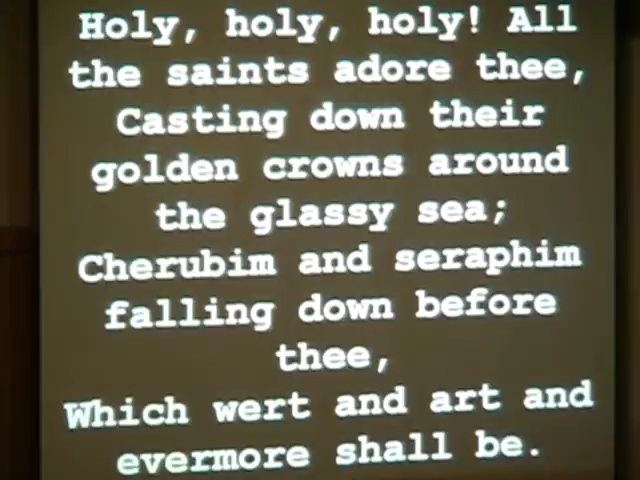 Holy, holy, holy! All
the saints adore thee,
Casting down their
golden crowns around
the glassy sea;
Cherubim and seraphim
falling down before
thee,
Which wert and art and
evermore shall be.